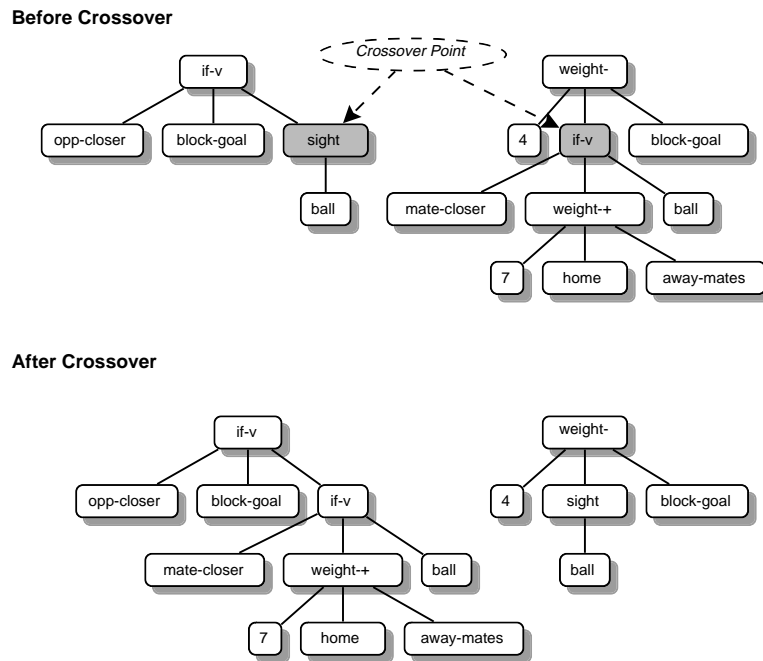 Before Crossover
Crossover Point
if-v
weight-
opp-closer
block-goal
sight
4
if-v
block-goal
ball
mate-closer
weight-+
ball
7
home
away-mates
After Crossover
if-v
weight-
opp-closer
block-goal
if-v
4
sight
block-goal
mate-closer
weight-+
ball
ball
7
home
away-mates